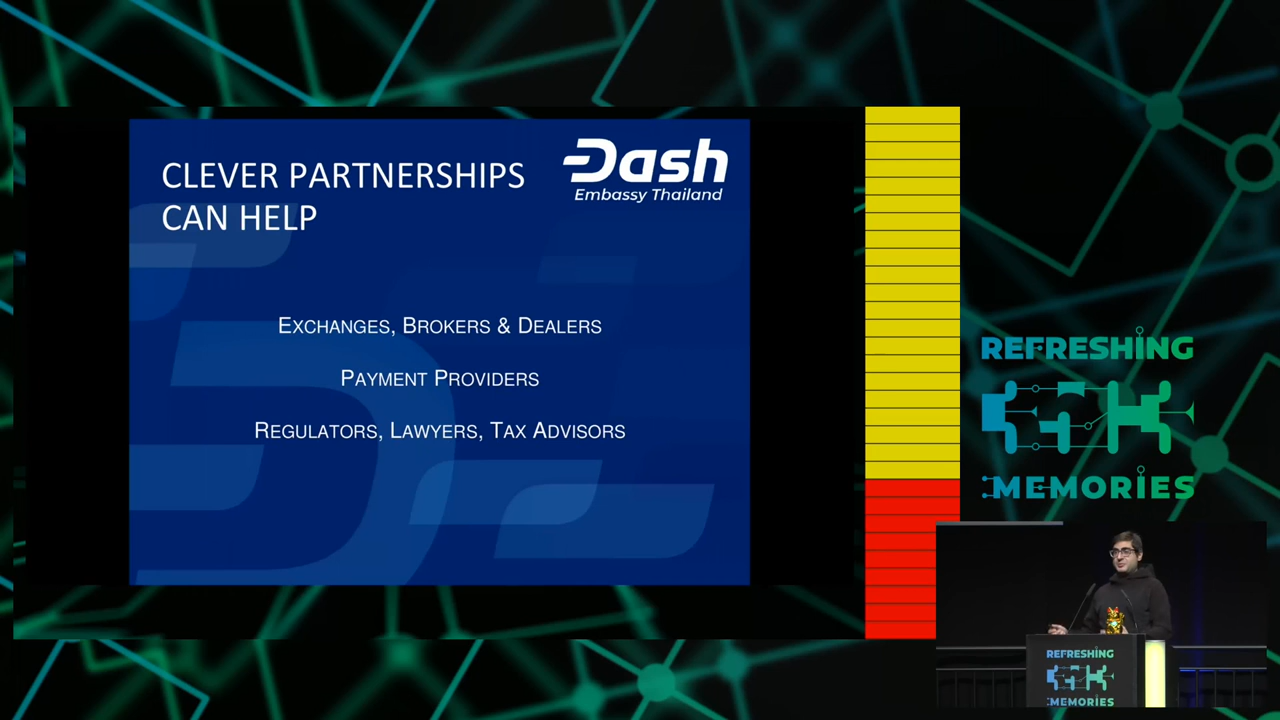 CLEVER PARTNERSHIPS
CAN HELP
Dash
Embassy Thailand
EXCHANGES, BROKERS & DEALERS
PAYMENT PROVIDERS
REGULATORS, LAWYERS, TAX ADVISORS
REFRESHING
35K
MEMORIES
REFRESHING
MEMORIES